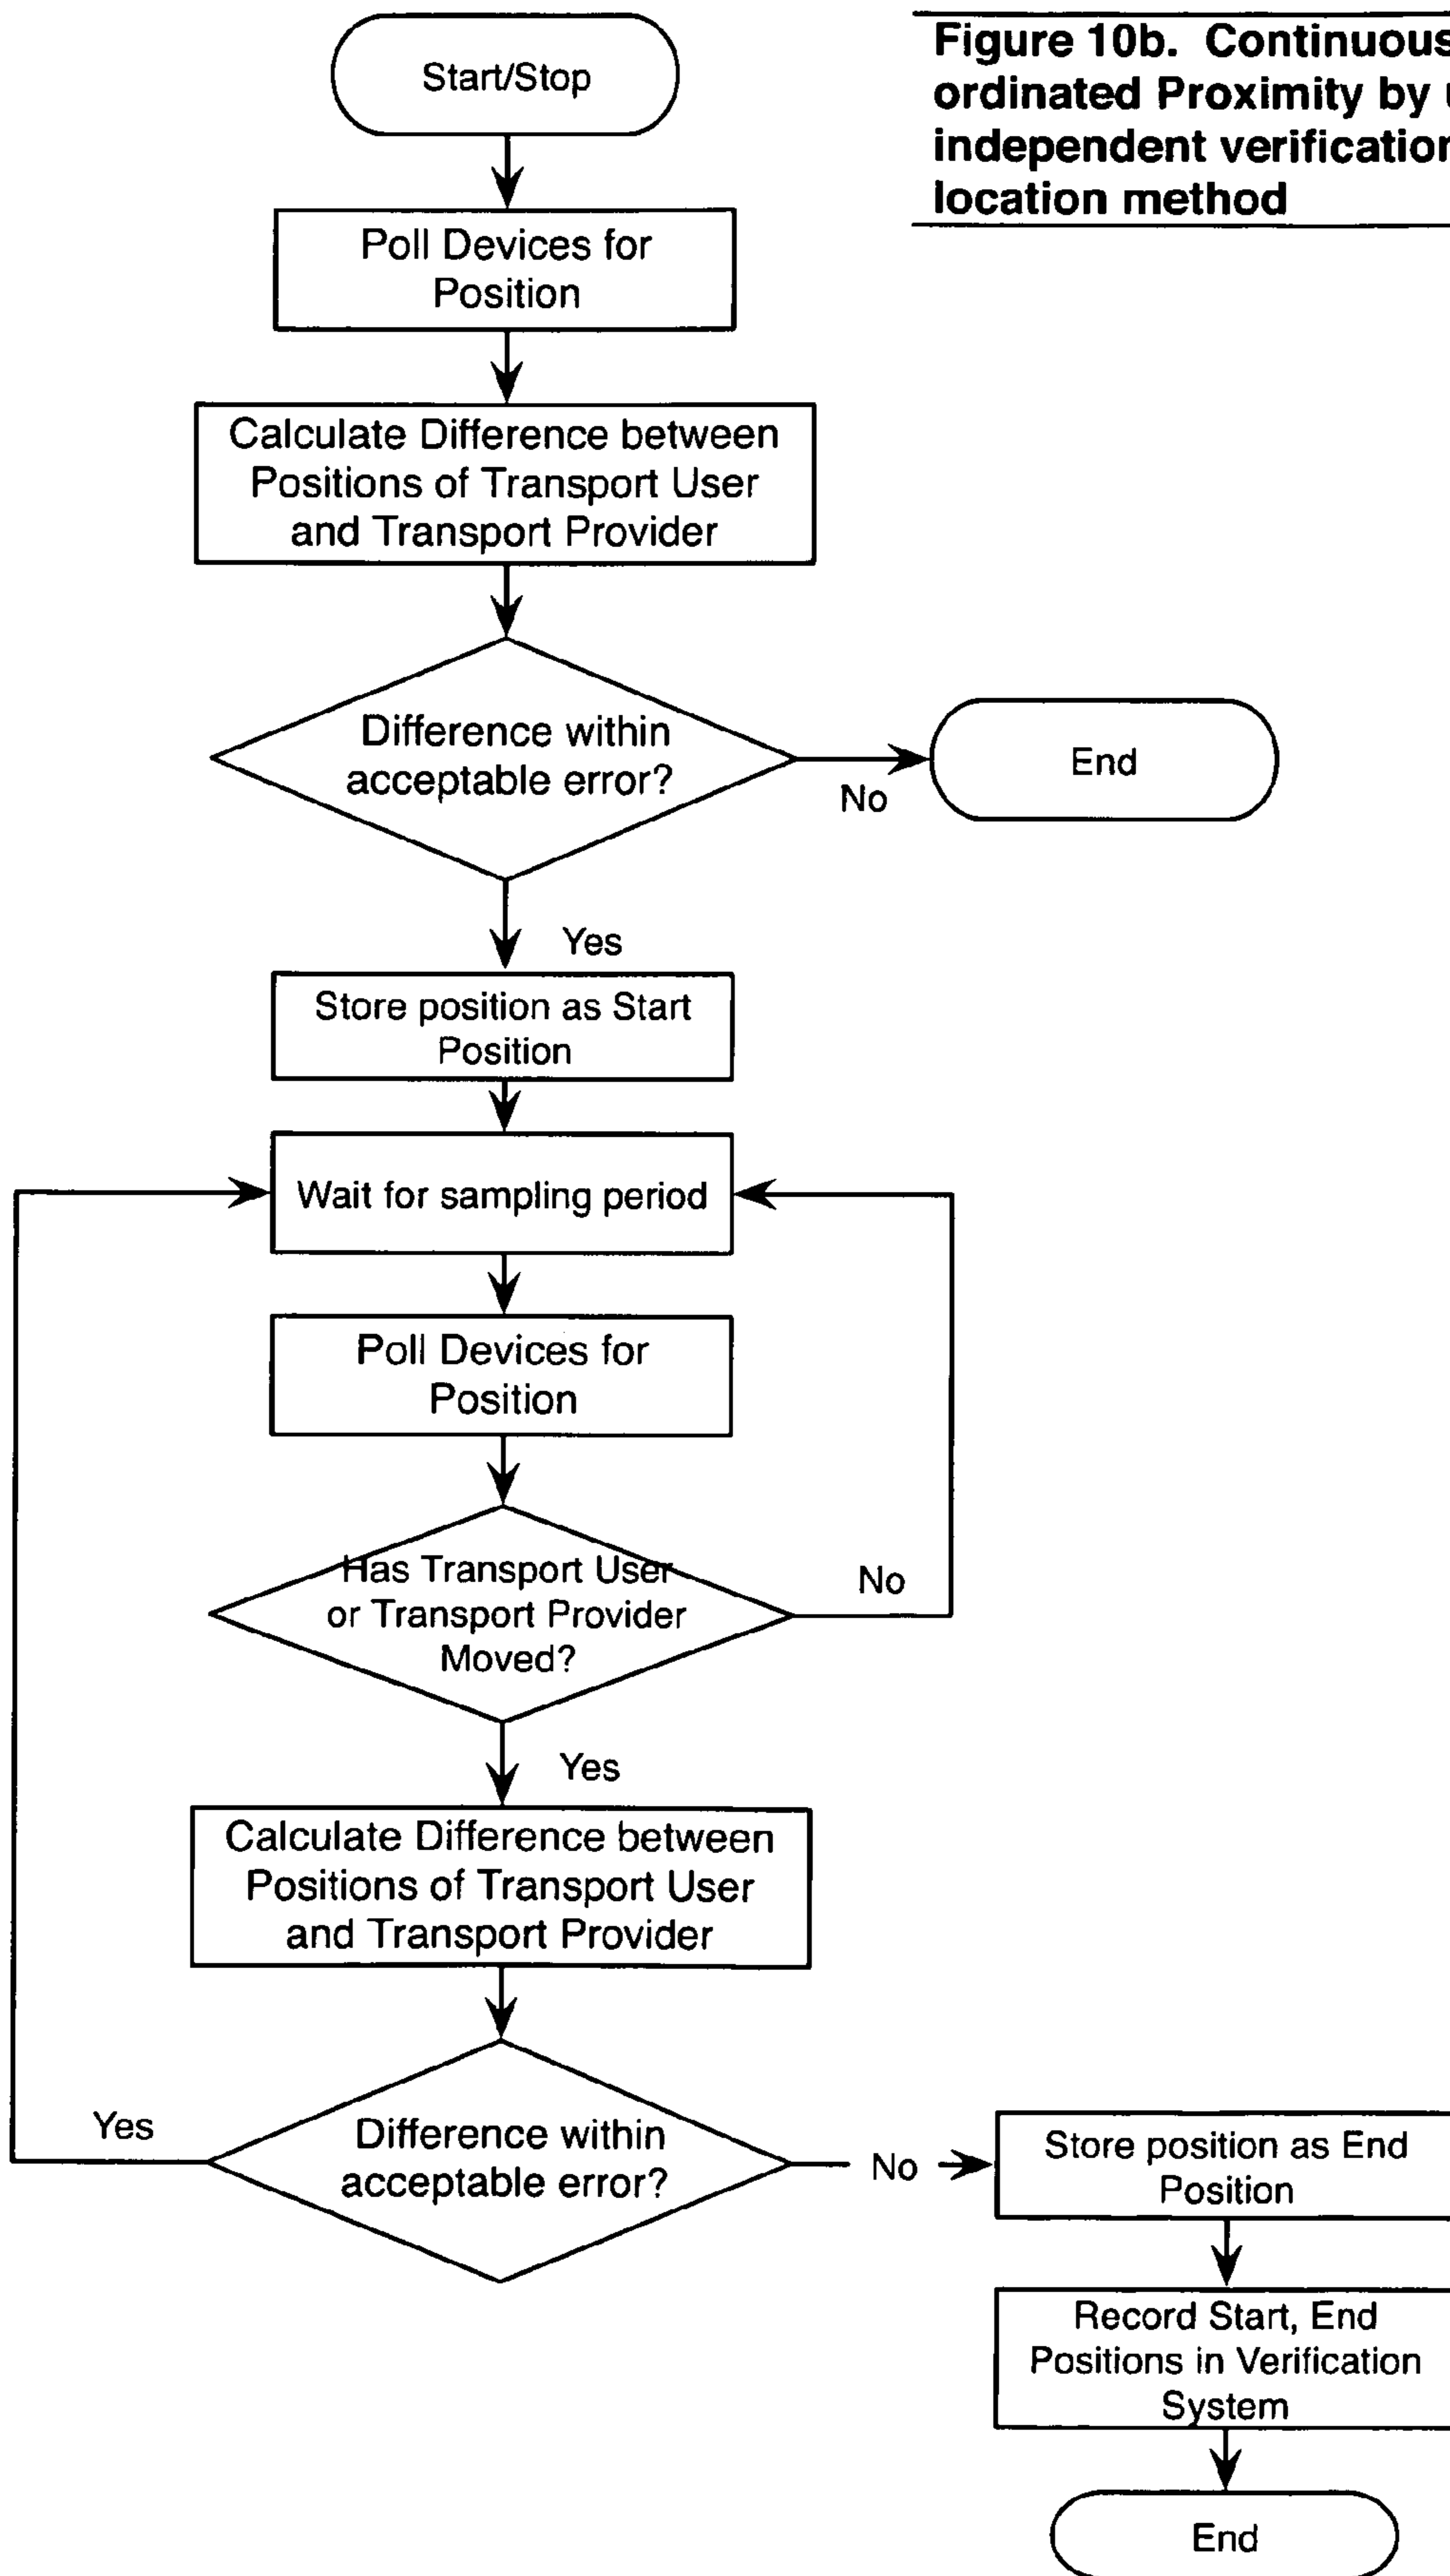 Start/Stop
Figure 10b. Continuous
ordinated Proximity by
independent verification
location method
Poll Devices for
Position
Calculate Difference between
Positions of Transport User
and Transport Provider
Difference within
acceptable error?
No
End
Yes
Store position as Start
Position
Wait for sampling period
Poll Devices for
Position
Has Transport User
or Transport Provider
Moved?
No
Yes
Calculate Difference between
Positions of Transport User
and Transport Provider
Difference within
acceptable error?
Yes
No
Store position as End
Position
Record Start, End
Positions in Verification
System
End